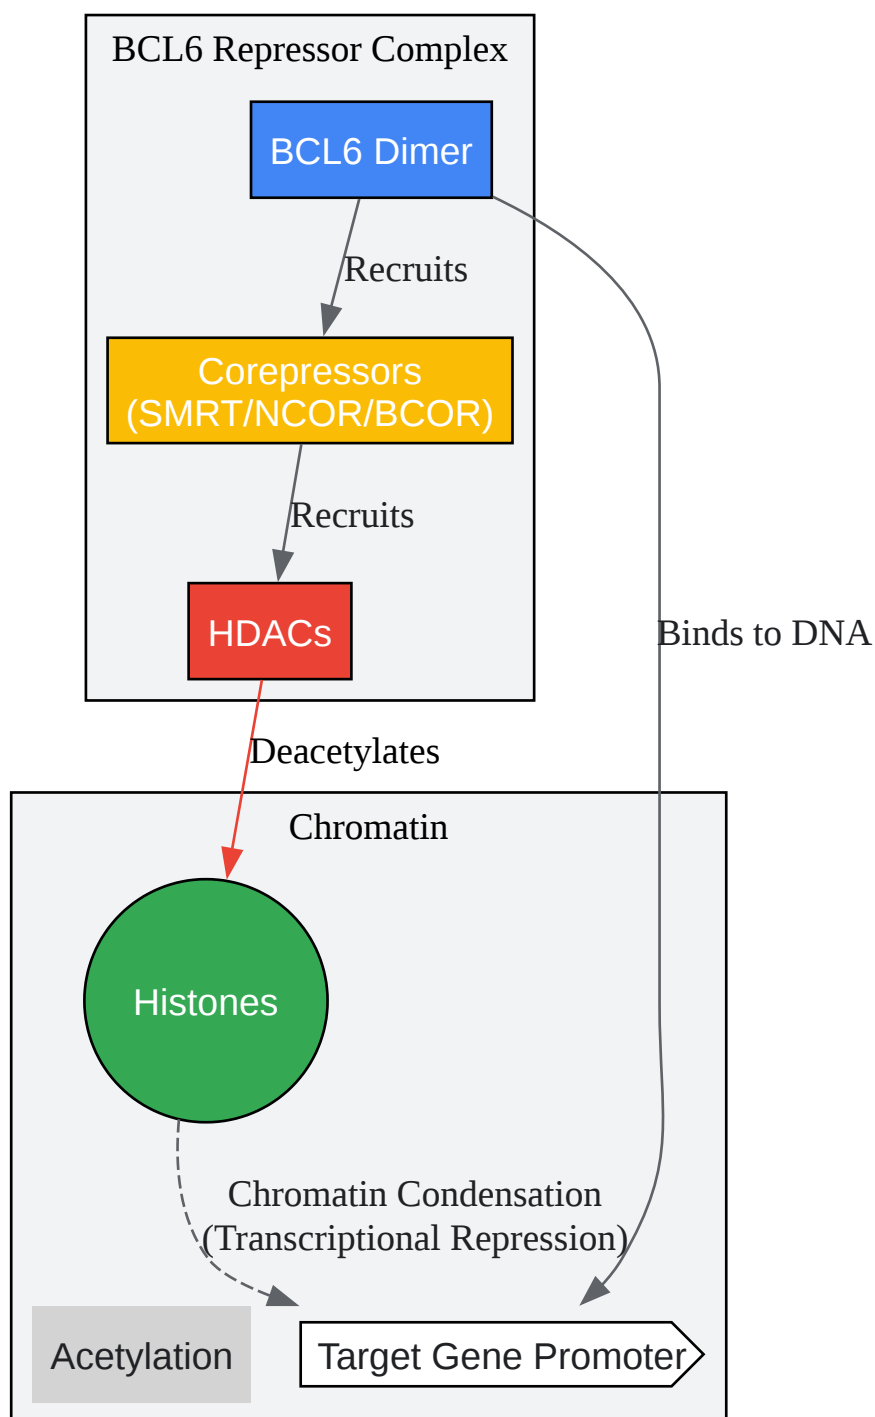 BCL6 Repressor Complex
BCL6 Dimer
Recruits
Corepressors
(SMRT/NCOR/BCOR)
Recruits
HDACs
Binds to DNA
Deacetylates
Chromatin
Histones
Chromatin Condensation
(Transcriptional Repression)
Acetylation
Target Gene Promoter